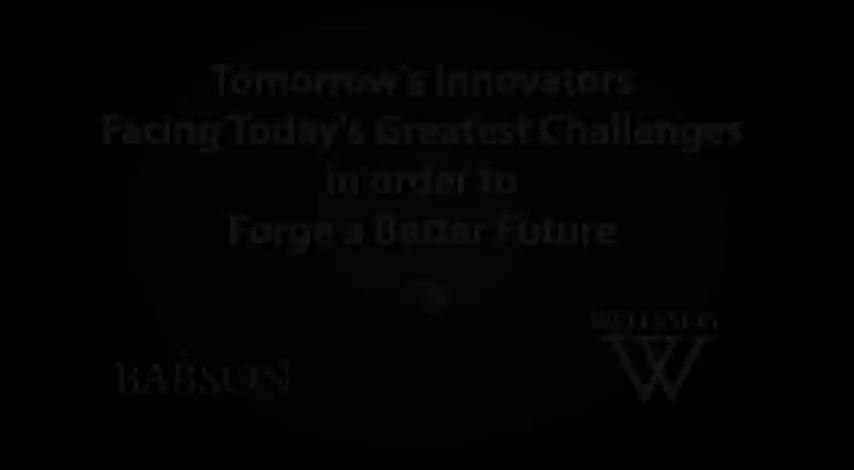 Tomorrow's Innovators
Facing Today's Greatest Challenges
in order to
Forge a Better Future
BABSON
W